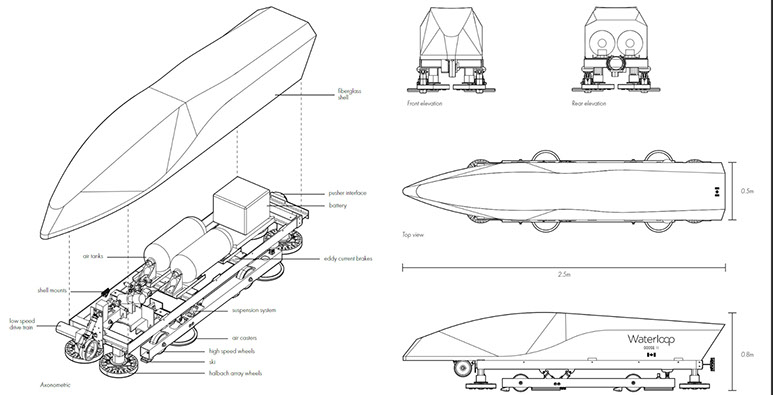 fiberglass
shell
pusher interface
battery
air tanks
eddy current brakes
shell mounts
suspension system
low speed
drive train
air casters
high speed wheels
ski
halbach array wheels
Axonometric
Front elevation
Rear elevation
0.5m
Top view
2.5m
Waterloop
0.8m